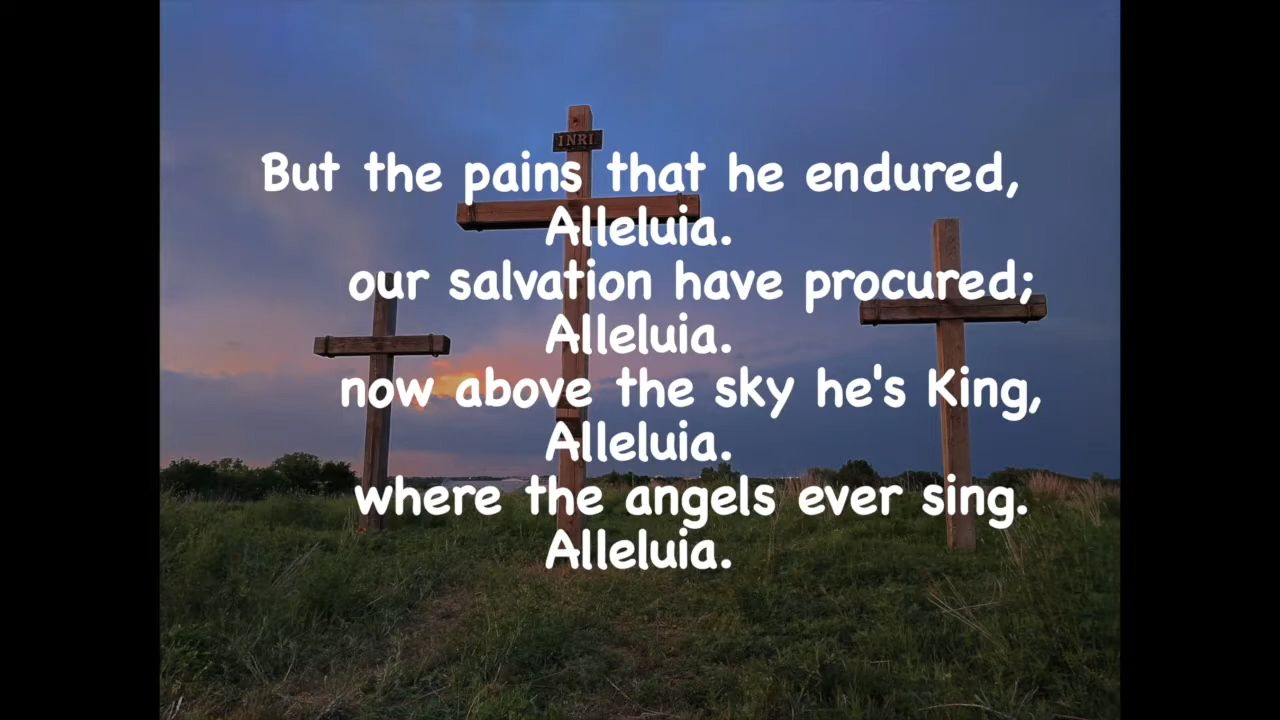 INRI
But the pains that he endured,
Alleluia.
our salvation have procured;
Alleluia.
now above the sky he's King,
Alleluia.
where the angels ever sing.
Alleluia.